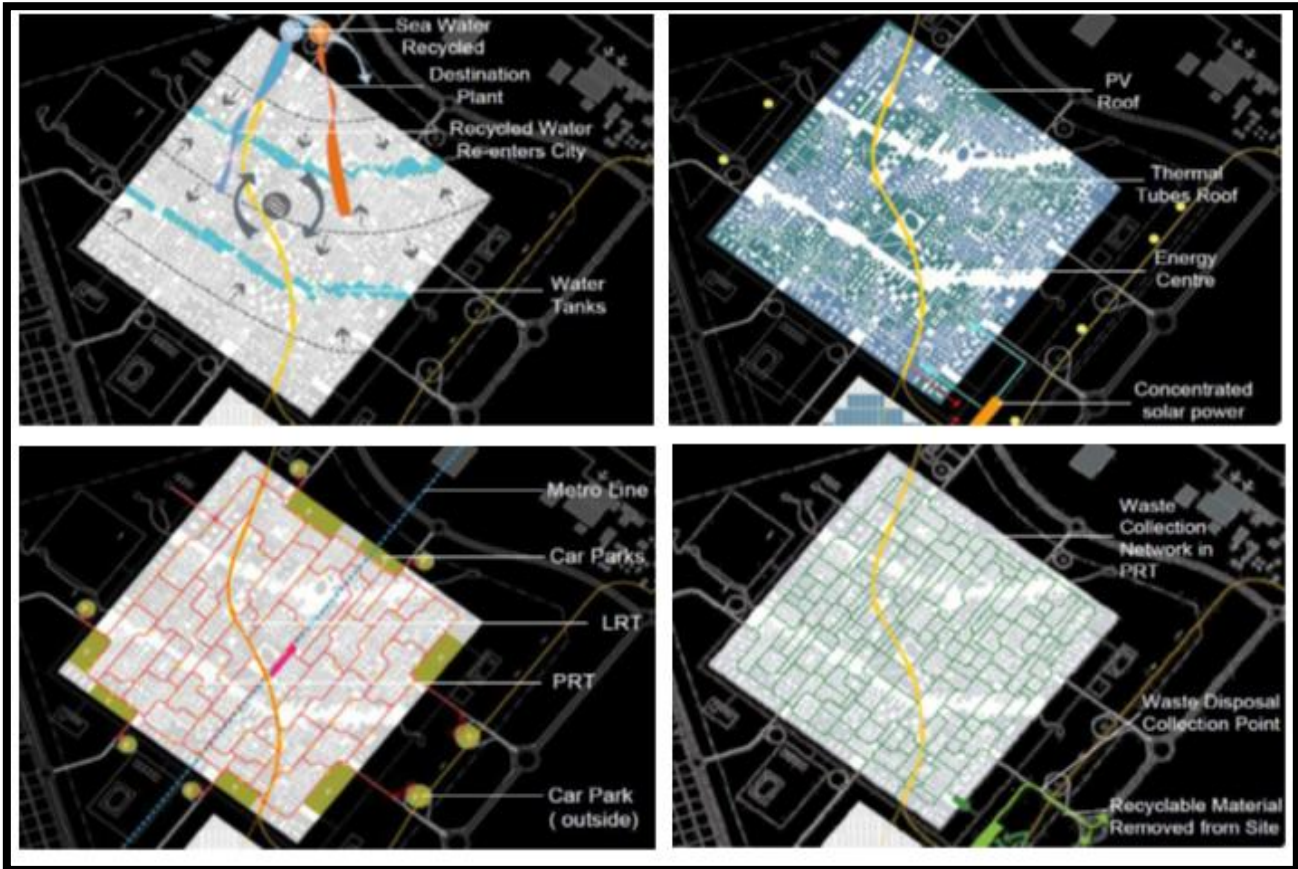 Sea Water
Recycled
Destination
Plant
Recycled Water
Re-enters City
Water
Tanks
PV
Roof
Thermal
Tubes Roof
Energy
Centre
Concentrated
solar power
Metro Line
Car Parks
LRT
PRT
Car Park
( outside)
Waste
Collection
Network in
PRT
Waste Disposal
Collection Point
Recyclable Material
Removed from Site